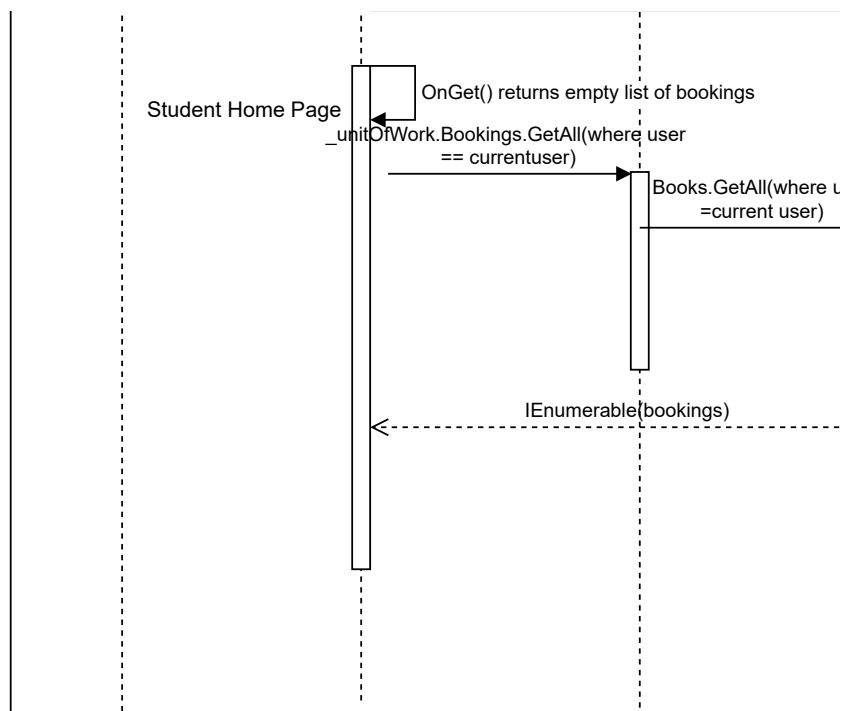 OnGet() returns empty list of bookings
Student Home Page
_unitOfWork.Bookings.GetAll(where user
== currentuser)
Books.GetAll(where
=current user)
IEnumerable(bookings)